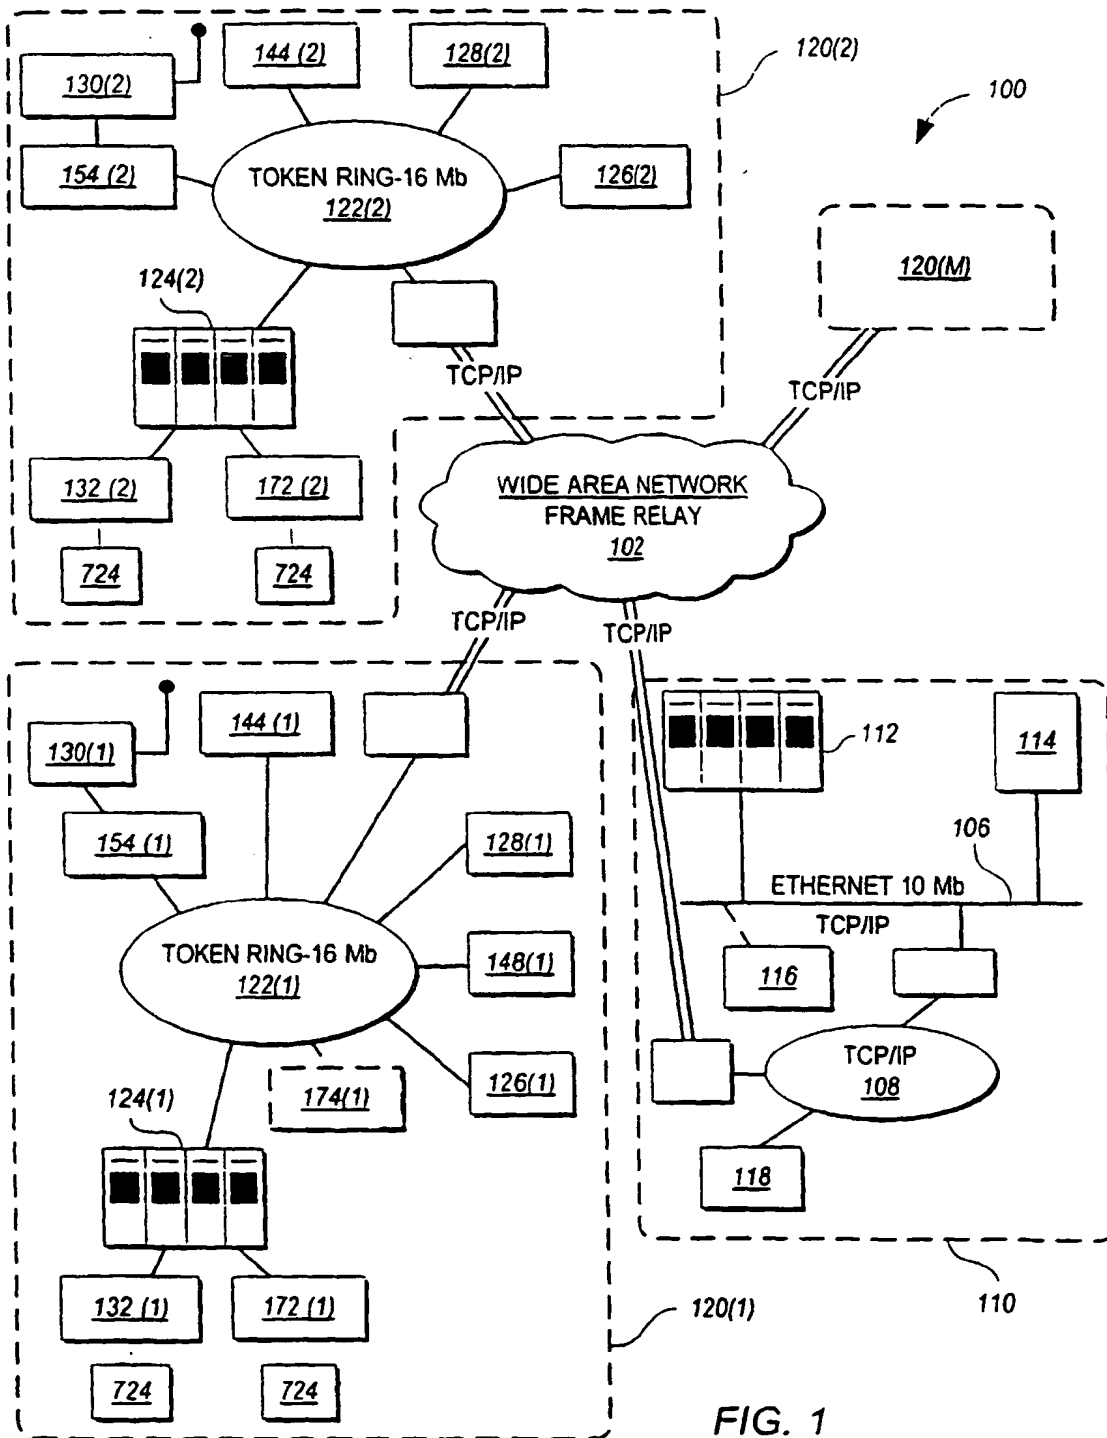 120(2)
100
130(2)
144 (2)
128(2)
154 (2)
TOKEN RING-16 Mb
122(2)
126(2)
120(M)
124(2)
TCP/IP
TCP/IP
132 (2)
172 (2)
724
724
WIDE AREA NETWORK
FRAME RELAY
102
TCP/IP
TCP/IP
130(1)
144 (1)
154 (1)
128(1)
TOKEN RING-16 Mb
122(1)
148(1)
126(1)
174(1)
124(1)
132 (1)
172 (1)
724
724
120(1)
112
114
106
ETHERNET 10 Mb
TCP/IP
116
TCP/IP
108
118
110
FIG. 1